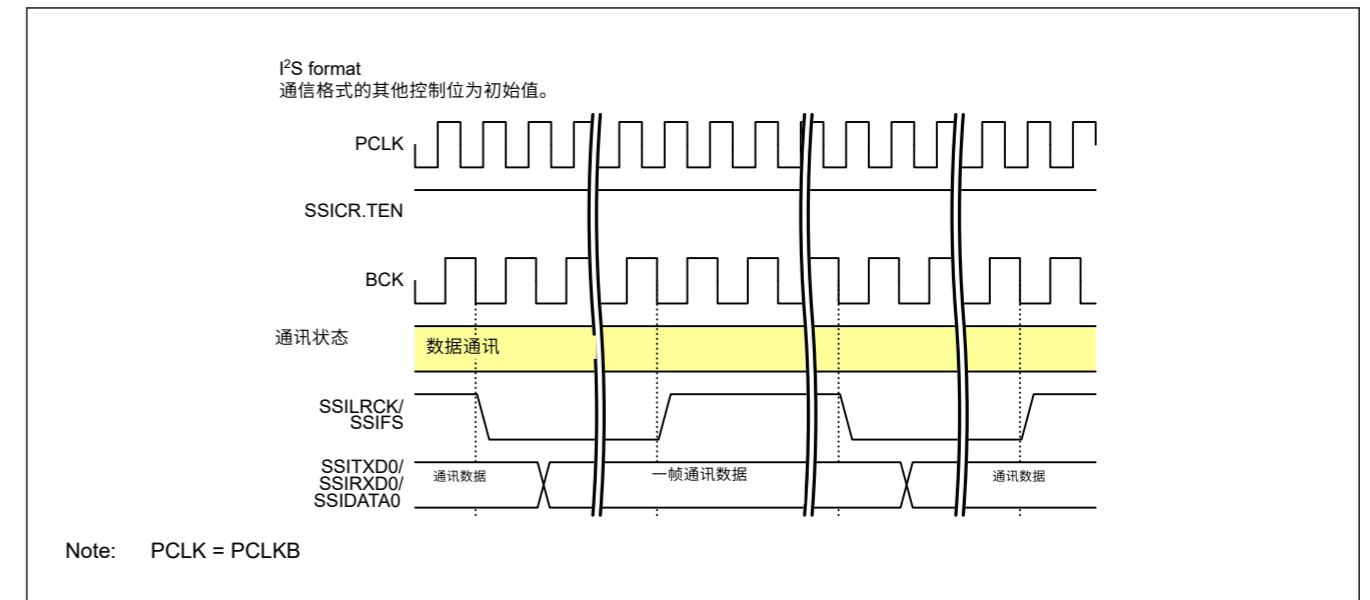 I²S format
通信格式的其他控制位为初始值。
PCLK
SSICR.TEN
BCK
通讯状态
数据通讯
SSILRCK/
SSIFS
SSITXD0/
SSIRXD0/
SSIDATA0
通讯数据
一帧通讯数据
通讯数据
Note: PCLK = PCLKB